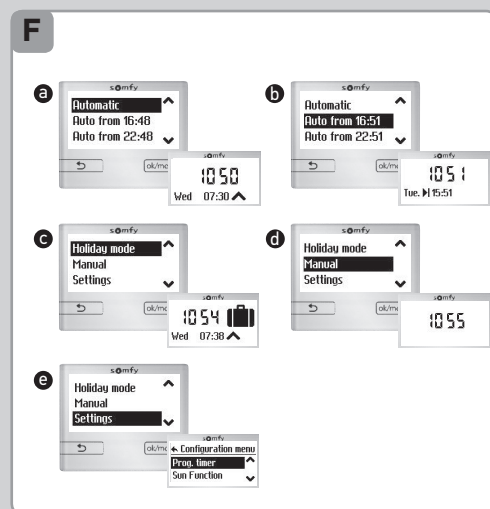 F
a
somfy
Automatic
Auto from 16:48
Auto from 22:48
ok/mo
somfy
10 50
Wed 07:30
b
somfy
Automatic
Auto from 16:51
Auto from 22:51
ok/mo
somfy
10 51
Tue. 15:51
c
somfy
Holiday mode
Manual
Settings
ok/mo
somfy
10 54
Wed 07:38
d
somfy
Holiday mode
Manual
Settings
ok/mo
somfy
10 55
e
somfy
Holiday mode
Manual
Settings
ok/mo
somfy
Configuration menu
Prog. timer
Sun Function